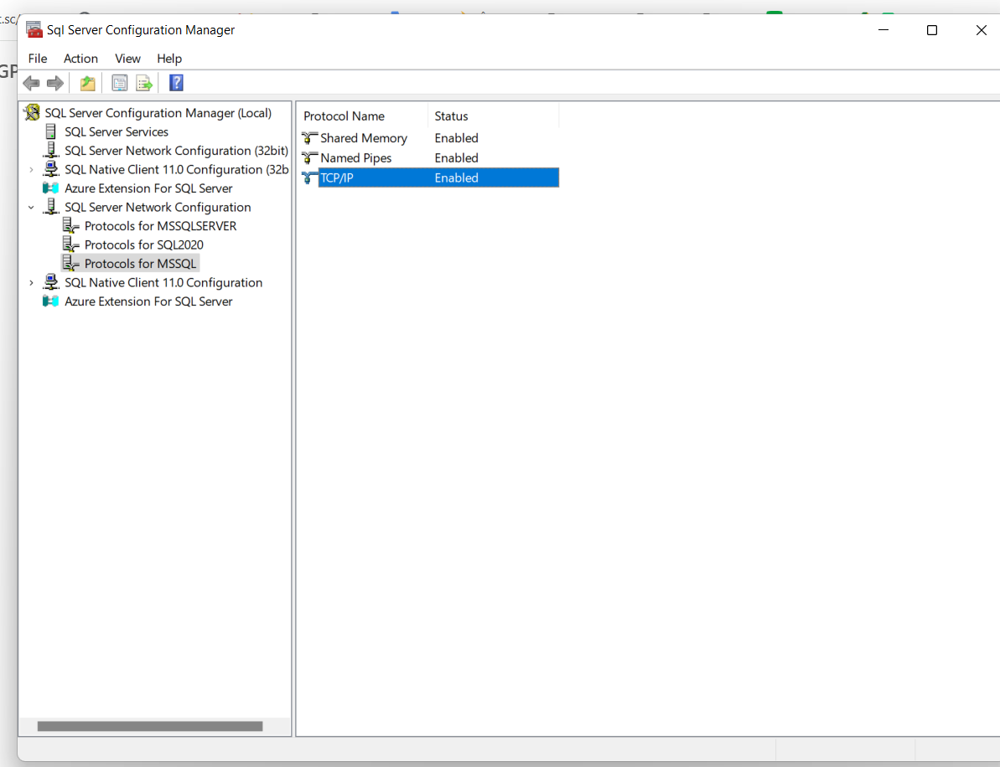 t.sc/
GP
Sql Server Configuration Manager
File Action View Help
SQL Server Configuration Manager (Local)
SQL Server Services
SQL Server Network Configuration (32bit)
SQL Native Client 11.0 Configuration (32b
Azure Extension For SQL Server
SQL Server Network Configuration
Protocols for MSSQLSERVER
Protocols for SQL2020
Protocols for MSSQL
SQL Native Client 11.0 Configuration
Azure Extension For SQL Server
Protocol Name Status
Shared Memory Enabled
Named Pipes Enabled
TCP/IP Enabled